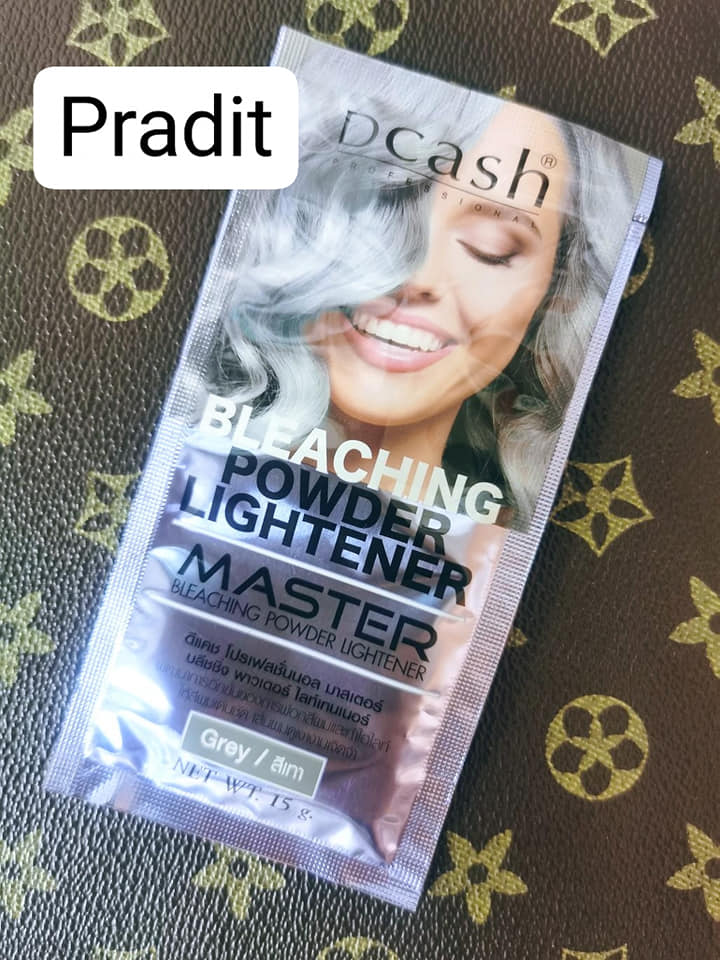 Pradit
Dcash®
PROFESSIONAL
BLEACHING
POWDER
LIGHTENER
MASTER
BLEACHING POWDER LIGHTENER
ดีแคช โปรเฟสชั่นนอล มาสเตอร์
บลีชชิง พาวเดอร์ ไลท์เทนเนอร์
Grey / สีเทา
NET WT. 15 g.